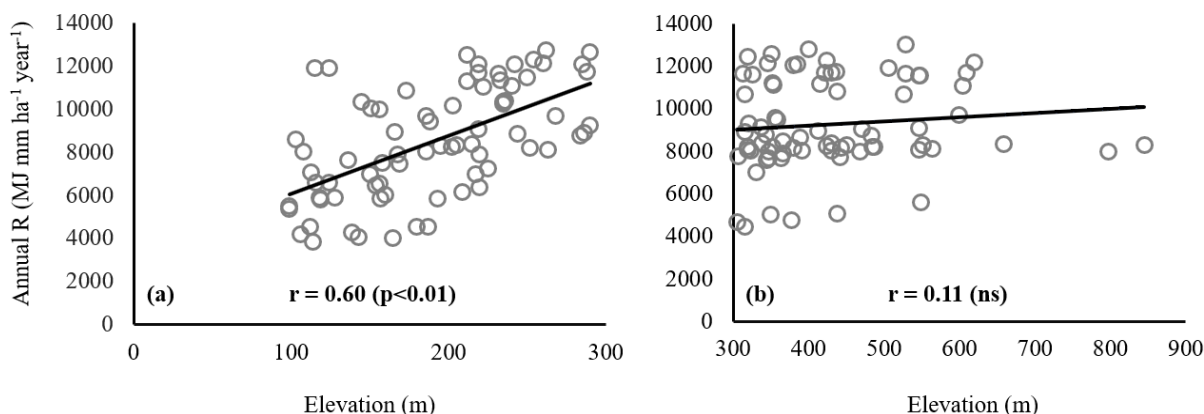 Annual R (MJ mm ha⁻¹ year⁻¹)
14000
12000
10000
8000
6000
4000
2000
0
(a)
r = 0.60 (p<0.01)
0 100 200 300
Elevation (m)
14000
12000
10000
8000
6000
4000
2000
0
(b)
r = 0.11 (ns)
300 400 500 600 700 800 900
Elevation (m)